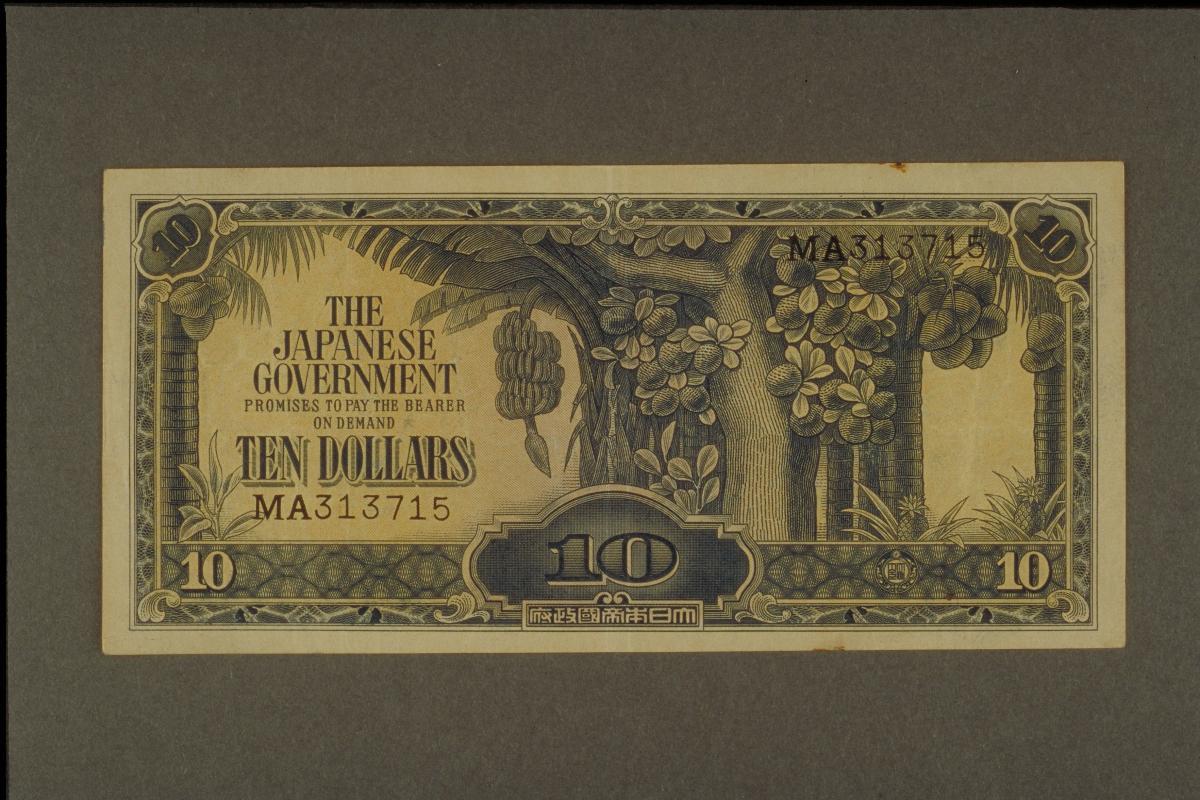 10
10
MA313715
THE
JAPANESE
GOVERNMENT
PROMISES TO PAY THE BEARER
ON DEMAND
TEN DOLLARS
MA313715
10
10
10
府政國帝本日大